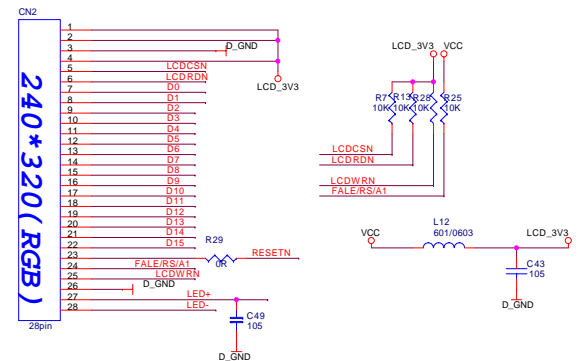 CN2
240*320(RGB)
28pin
1
2
3
4
5
6
7
8
9
10
11
12
13
14
15
16
17
18
19
20
21
22
23
24
25
26
27
28
D_GND
LCD_3V3
LCDCSN
LCDRDN
D0
D1
D2
D3
D4
D5
D6
D7
D8
D9
D10
D11
D12
D13
D14
D15
R29
0R
RESETN
FALE/RS/A1
LCDWRN
D_GND
LED+
LED-
C49
105
D_GND
LCD_3V3 VCC
R7 R13 R28 R25
10K 10K 10K 10K
LCDCSN
LCDRDN
LCDWRN
FALE/RS/A1
VCC
L12
601/0603
LCD_3V3
C43
105
D_GND